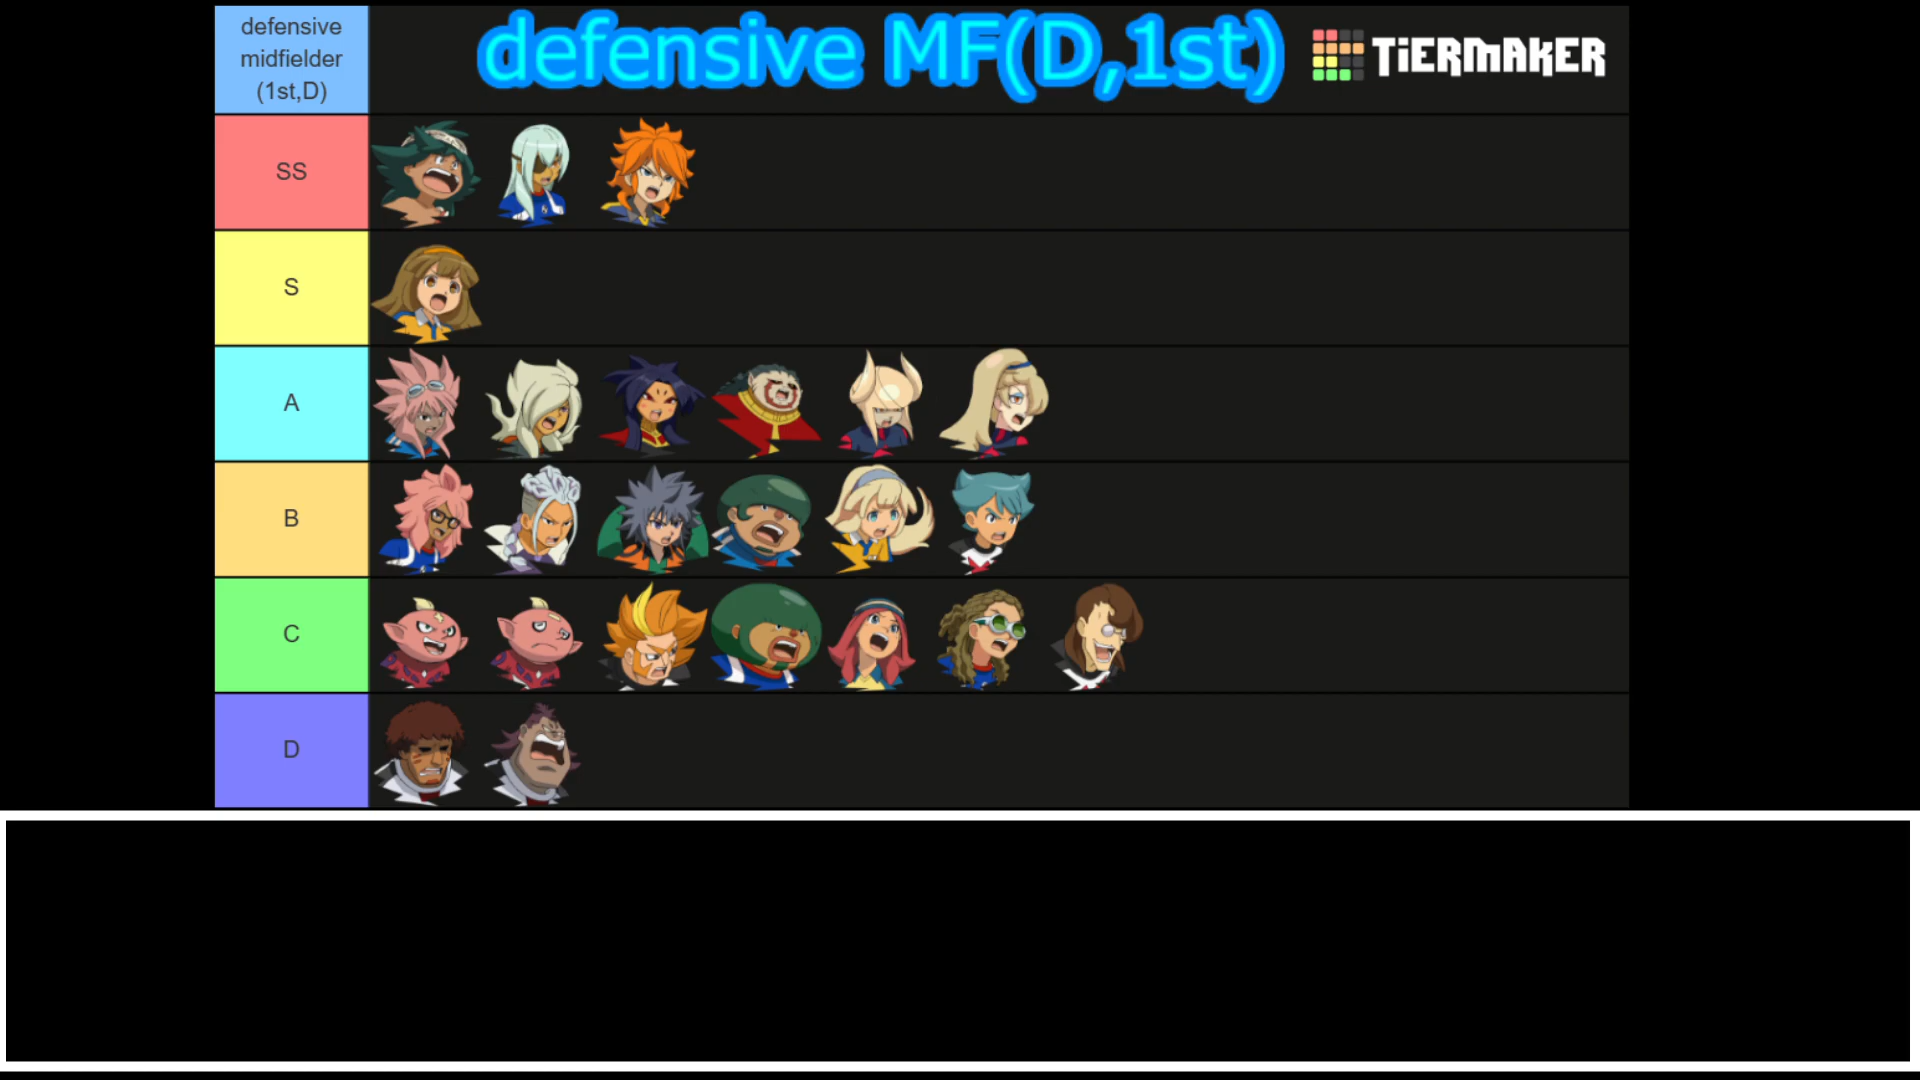 defensive
midfielder
(1st,D)
defensive MF(D,1st)
TiERMAKER
SS
S
A
B
C
D